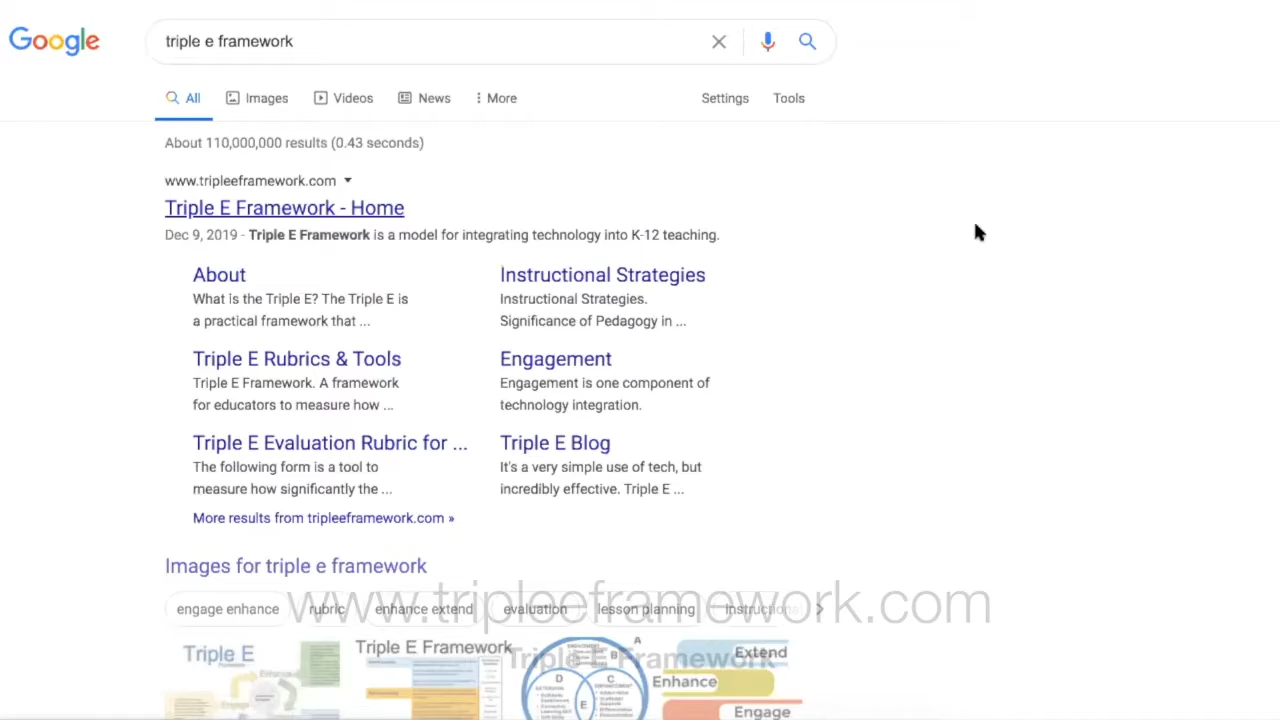 Google
triple e framework
All Images Videos News More Settings Tools
About 110,000,000 results (0.43 seconds)
www.tripleeframework.com
Triple E Framework - Home
Dec 9, 2019 - Triple E Framework is a model for integrating technology into K-12 teaching.
About
What is the Triple E? The Triple E is
a practical framework that ...
Instructional Strategies
Instructional Strategies.
Significance of Pedagogy in ...
Triple E Rubrics & Tools
Triple E Framework. A framework
for educators to measure how ...
Engagement
Engagement is one component of
technology integration.
Triple E Evaluation Rubric for ...
The following form is a tool to
measure how significantly the ...
Triple E Blog
It's a very simple use of tech, but
incredibly effective. Triple E ...
More results from tripleeframework.com »
Images for triple e framework
www.tripleeframework.com
engage enhance rubric enhance extend evaluation lesson planning instructional
Triple E
Triple E Framework
Triple E Framework
A
B
D
C
E
Extend
Enhance
Engage